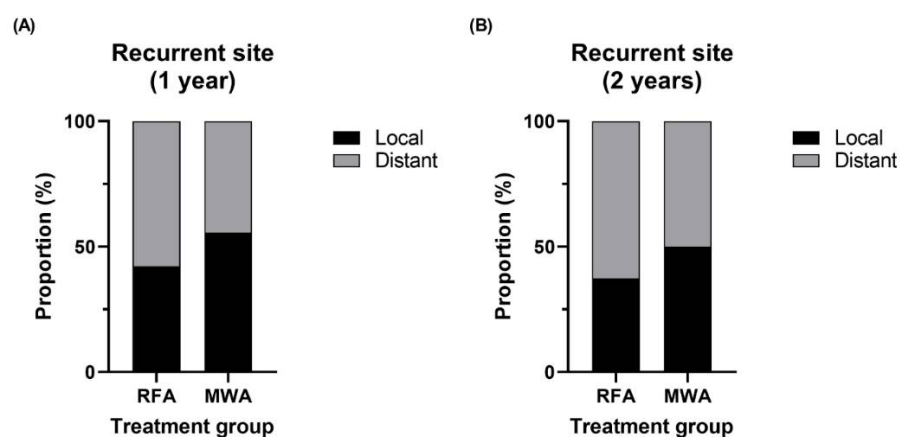 (A)
Recurrent site
(1 year)
100
50
0
Proportion (%)
RFA MWA
Treatment group
Local
Distant
(B)
Recurrent site
(2 years)
100
50
0
Proportion (%)
RFA MWA
Treatment group
Local
Distant